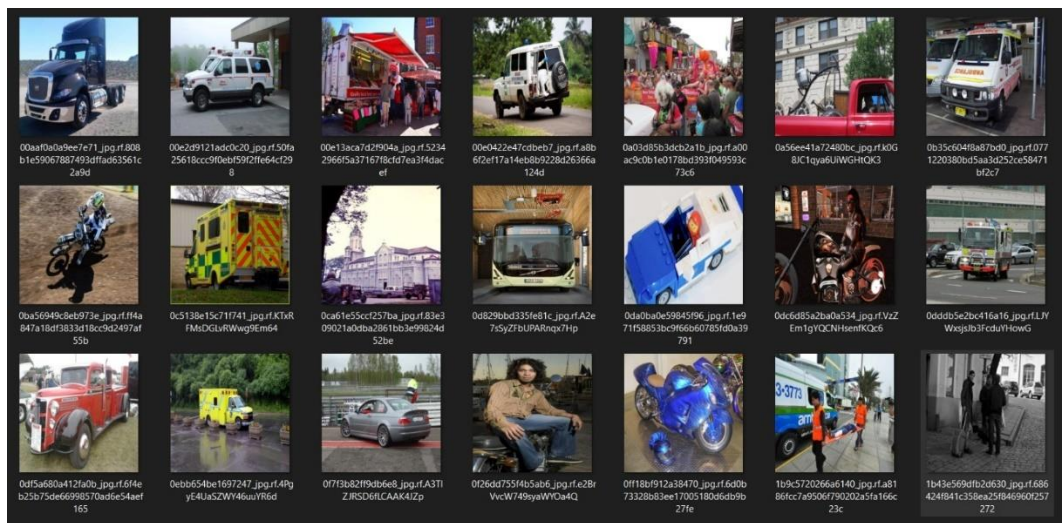 00aaf0a0a9ee7e71_jpg.rf.808
b1e59067887493dffad63561c
2a9d
00e2d9121adc0c20_jpg.rf.50fa
25618ccc9f0ebf59f2ffe64cf29
8
00e13aca7d2f904a_jpg.rf.5234
2966f5a37167f8cfd7ea3f4dac
ef
00e0422e47cdbeb7_jpg.rf.a8b
6f2ef17a14eb8b9228d26366a
124d
0a03d85b3dcb2a1b_jpg.rf.a00
ac9c0b1e0178bd393f049593c
73c6
0a56ee41a72480bc_jpg.rf.k0G
8JC1qya6UiWGHtQK3
0b35c604f8a87bd0_jpg.rf.077
1220380bd5aa3d252ce58471
bf2c7
0ba56949c8eb973e_jpg.rf.ff4a
847a18df3833d18cc9d2497af
55b
0c5138e15c71f741_jpg.rf.KTxR
FMsDGLvRWwg9Em64
0ca61e55ccf257ba_jpg.rf.83e3
09021a0dba2861bb3e99824d
52be
0d829bbd335fe81c_jpg.rf.A2e
7sSyZFbUPARnqx7Hp
0da0ba0e59845f96_jpg.rf.1e9
71f58853bc9f66b60785fd0a39
791
0dc6d85a2ba0a534_jpg.rf.VzZ
Em1gYQCNHsenfKQc6
0dddb5e2bc416a16_jpg.rf.LJY
WxsjsJb3FcduYHowG
0df5a680a412fa0b_jpg.rf.6f4e
b25b75de66998570ad6e54aef
165
0ebb654be1697247_jpg.rf.4Pg
yE4UaSZWY46uuYR6d
0f7f3b82ff9db6e8_jpg.rf.A3TI
ZJRSD6fLCAAK4JZp
0f26dd755f4b5ab6_jpg.rf.e2Br
VvcW749syaWYOa4Q
0ff18bf912a38470_jpg.rf.6d0b
73328b83ee17005180d6db9b
27fe
3-3773
1b9c5720266a6140_jpg.rf.a81
86fcc7a9506f790202a5fa166c
23c
1b43e569dfb2d630_jpg.rf.686
424f841c358ea25f846960f257
272